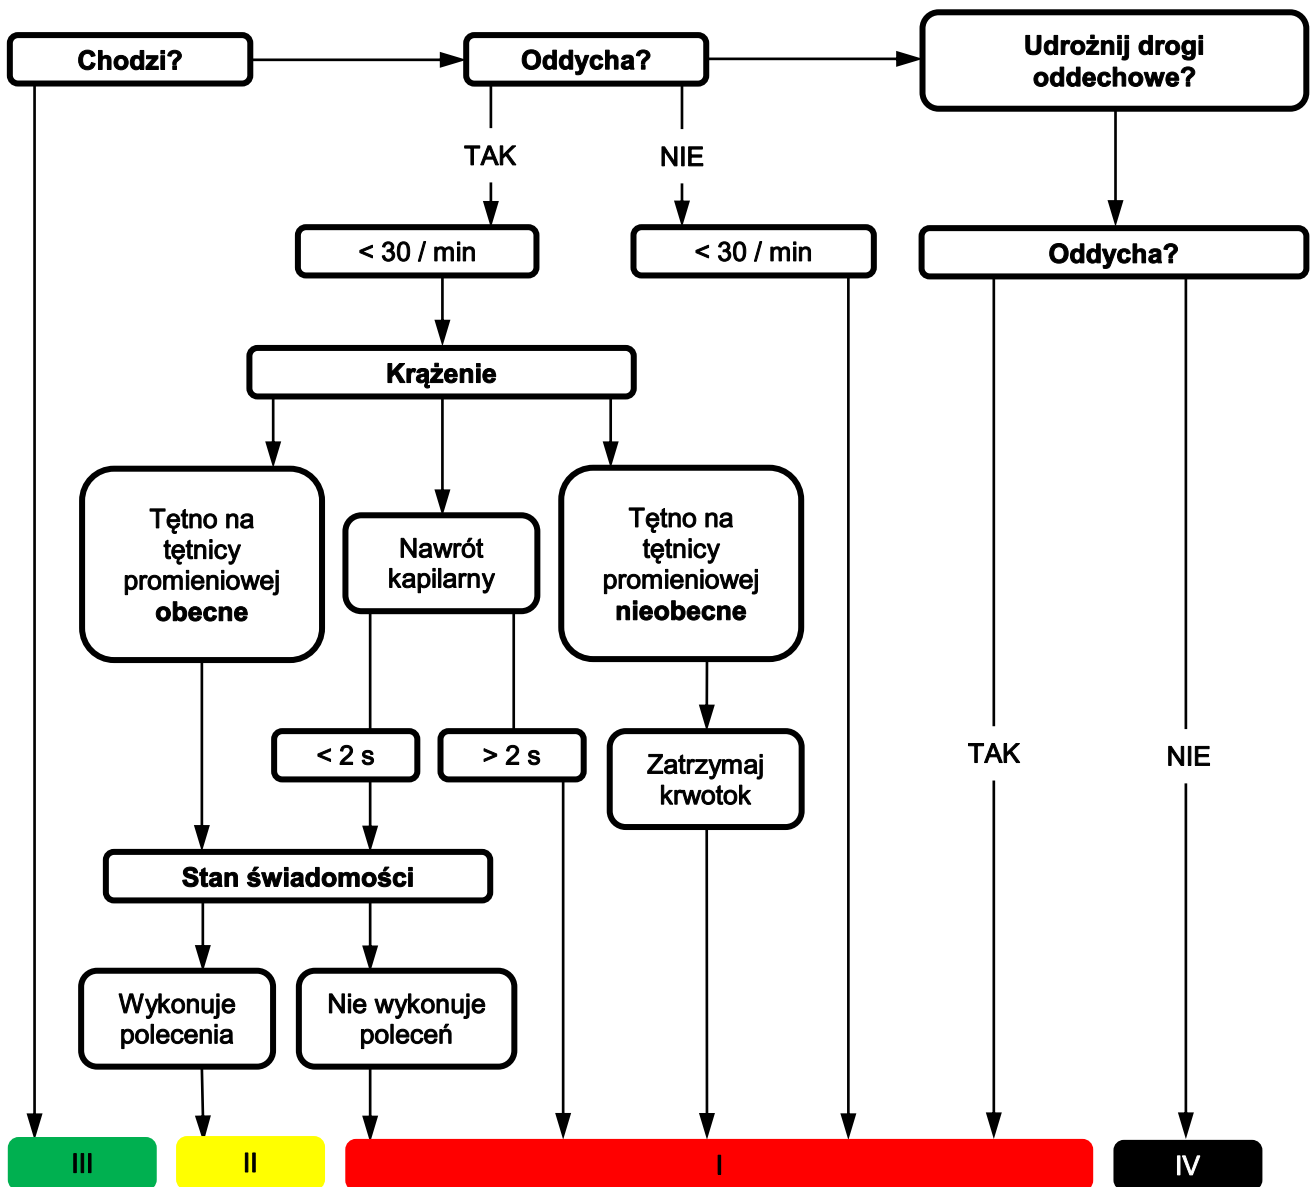 Chodzi?
Oddycha?
Udrożnij drogi
oddechowe?
TAK
NIE
< 30 / min
< 30 / min
Oddycha?
Krążenie
Tętno na
tętnicy
promieniowej
obecne
Nawrót
kapilarny
Tętno na
tętnicy
promieniowej
nieobecne
< 2 s
> 2 s
Zatrzymaj
krwotok
TAK
NIE
Stan świadomości
Wykonuje
polecenia
Nie wykonuje
poleceń
III
II
I
IV